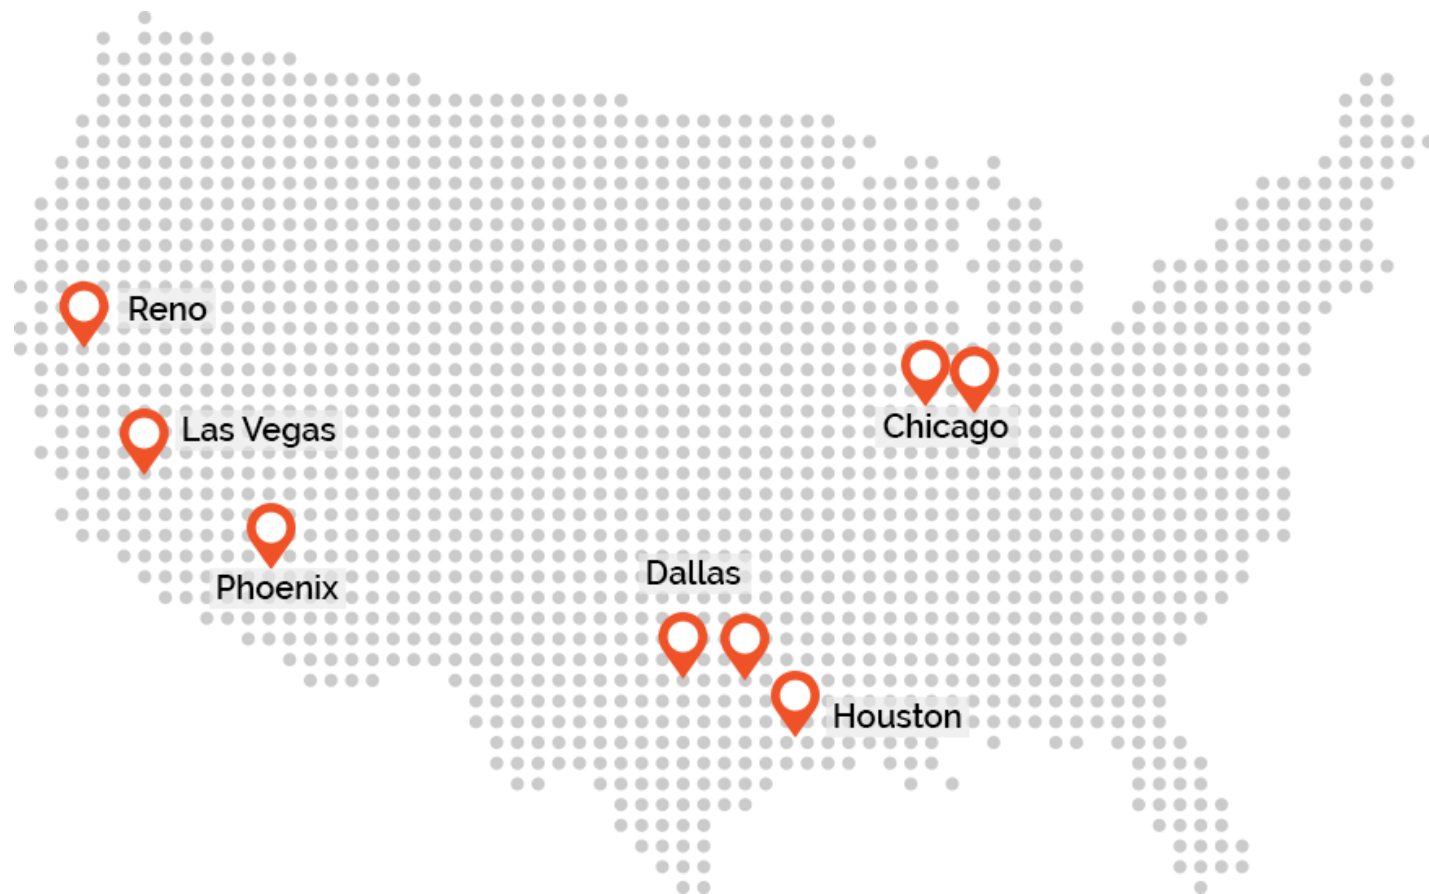 Reno
Las Vegas
Chicago
Phoenix
Dallas
Houston